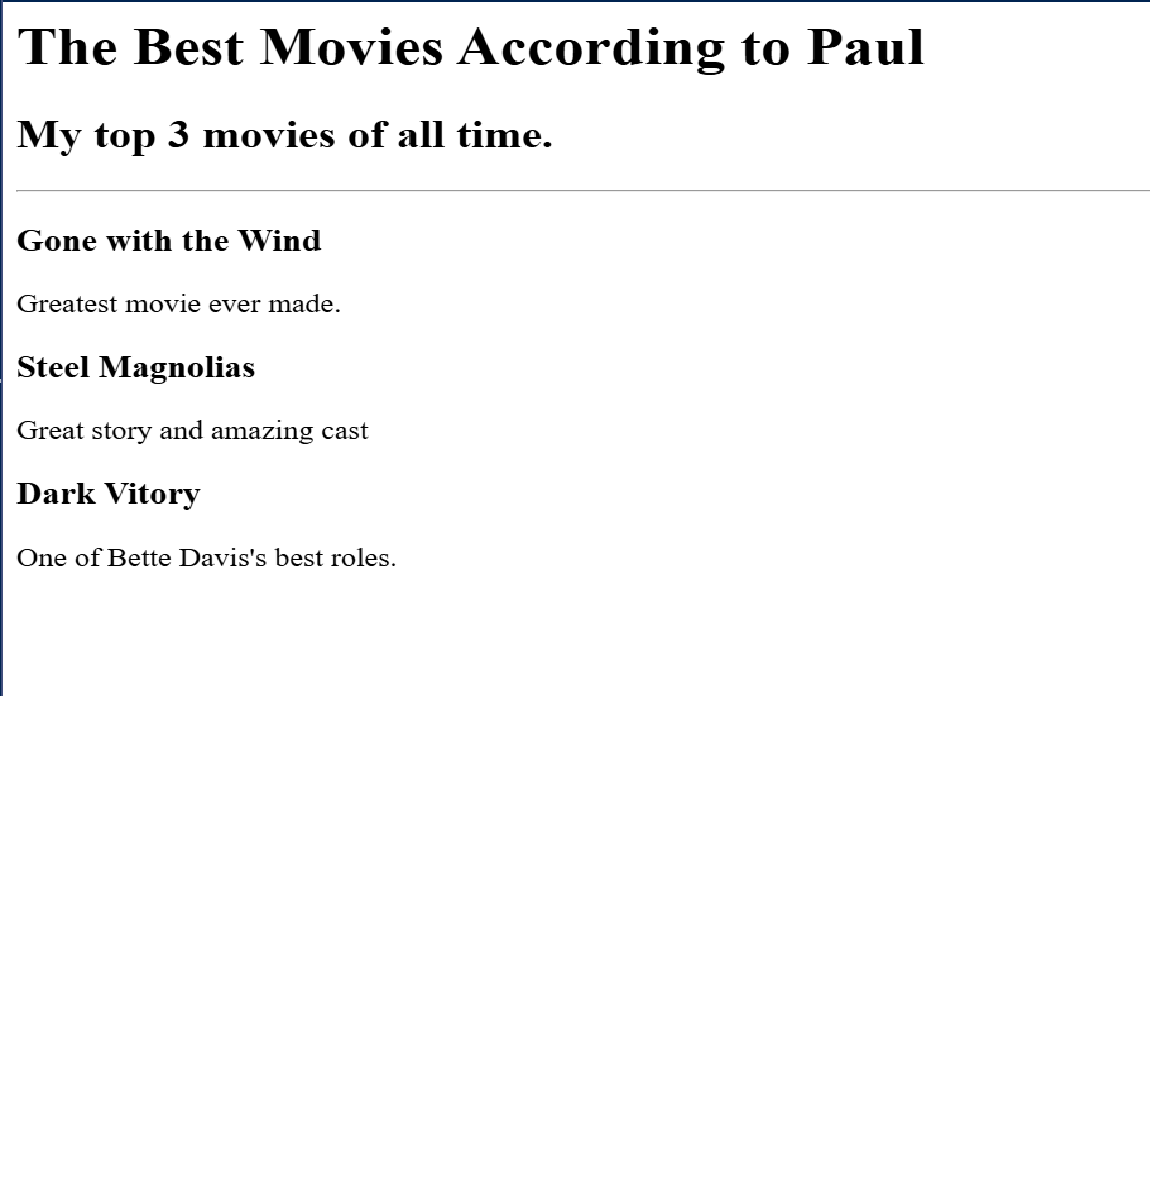 The Best Movies According to Paul
My top 3 movies of all time.
Gone with the Wind
Greatest movie ever made.
Steel Magnolias
Great story and amazing cast
Dark Vitory
One of Bette Davis's best roles.